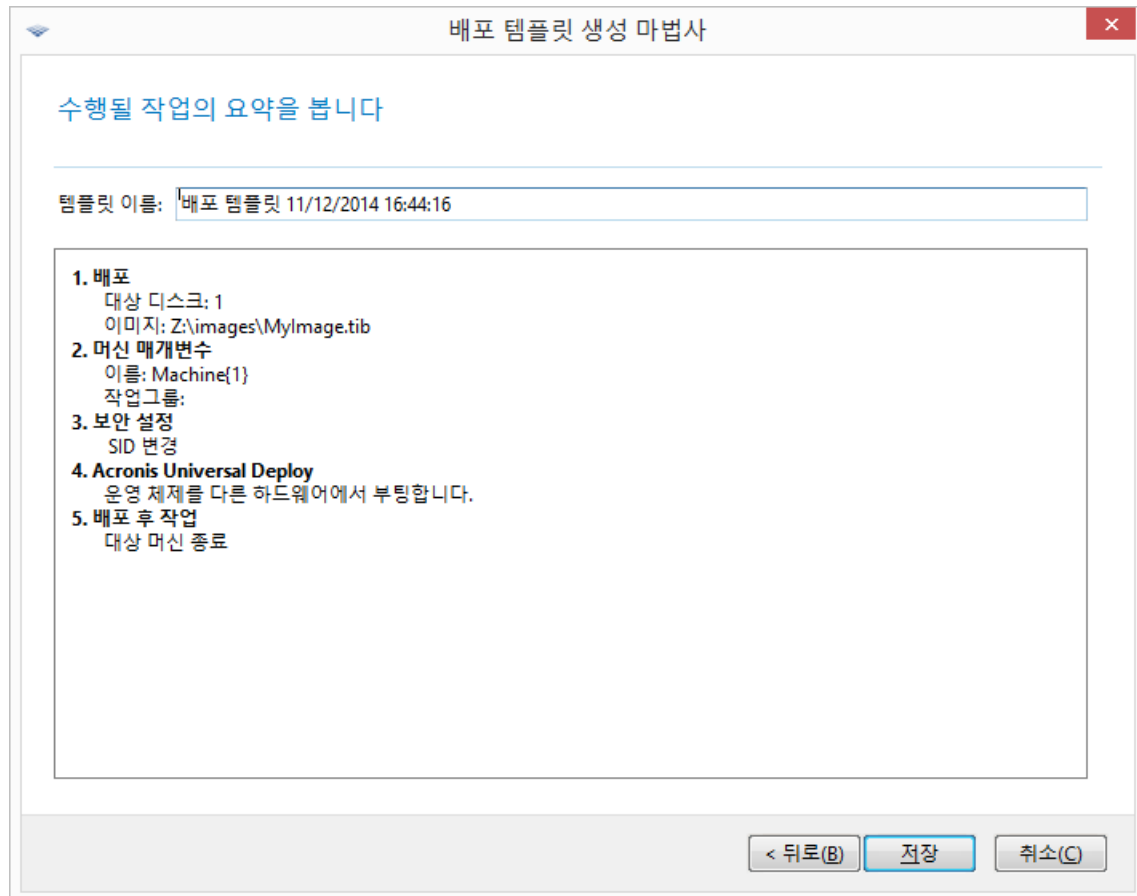 배포 템플릿 생성 마법사
수행될 작업의 요약을 봅니다
템플릿 이름: 배포 템플릿 11/12/2014 16:44:16
1. 배포
대상 디스크: 1
이미지: Z:\images\MyImage.tib
2. 머신 매개변수
이름: Machine{1}
작업그룹:
3. 보안 설정
SID 변경
4. Acronis Universal Deploy
운영 체제를 다른 하드웨어에서 부팅합니다.
5. 배포 후 작업
대상 머신 종료
< 뒤로(B) 저장 취소(C)